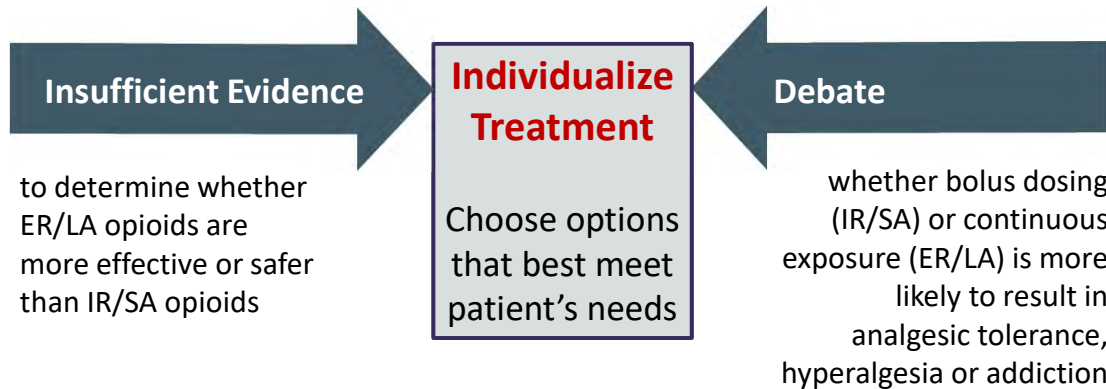 Insufficient Evidence
to determine whether
ER/LA opioids are
more effective or safer
than IR/SA opioids
Individualize
Treatment
Choose options
that best meet
patient’s needs
Debate
whether bolus dosing
(IR/SA) or continuous
exposure (ER/LA) is more
likely to result in
analgesic tolerance,
hyperalgesia or addiction